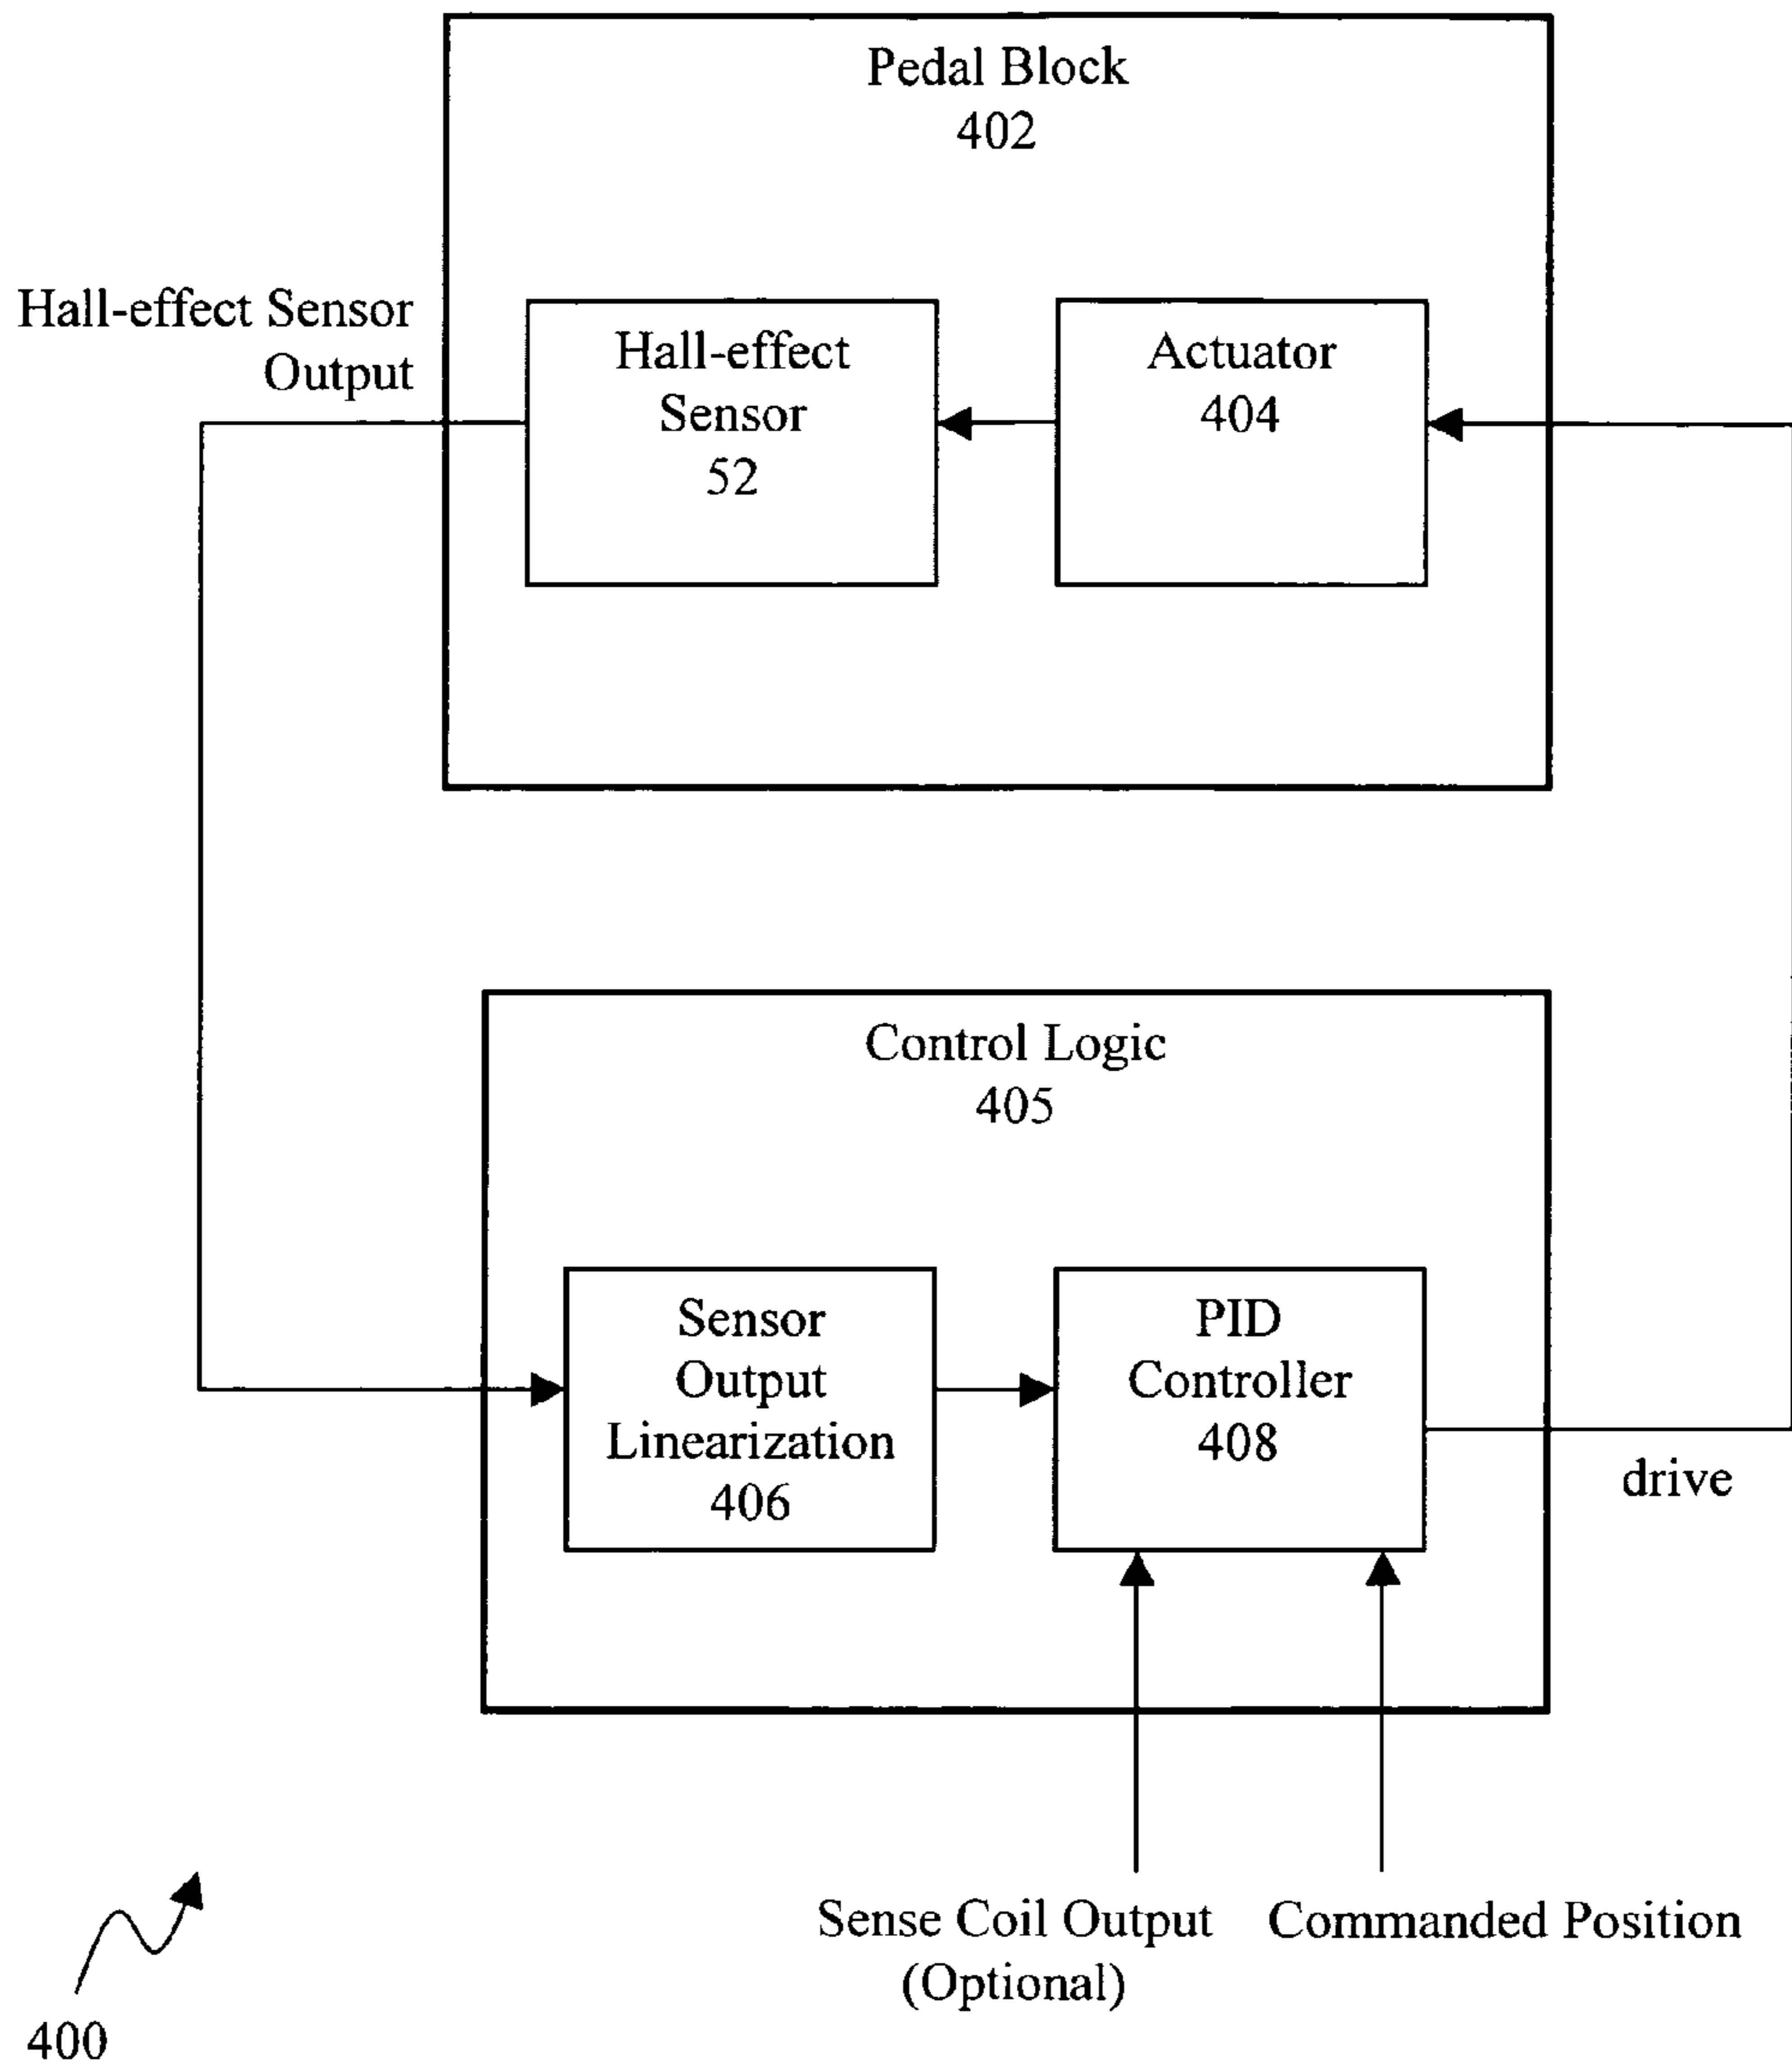 Pedal Block
402
Hall-effect Sensor
Output
Hall-effect
Sensor
52
Actuator
404
Control Logic
405
Sensor
Output
Linearization
406
PID
Controller
408
drive
Sense Coil Output
(Optional)
Commanded Position
400